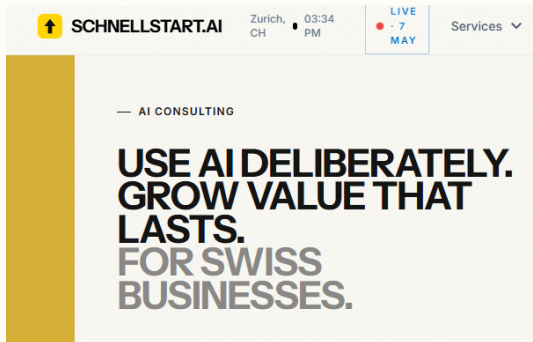 SCHNELLSTART.AI
Zurich,
CH
03:34
PM
LIVE
· 7
MAY
Services
— AI CONSULTING
USE AI DELIBERATELY.
GROW VALUE THAT
LASTS.
FOR SWISS
BUSINESSES.